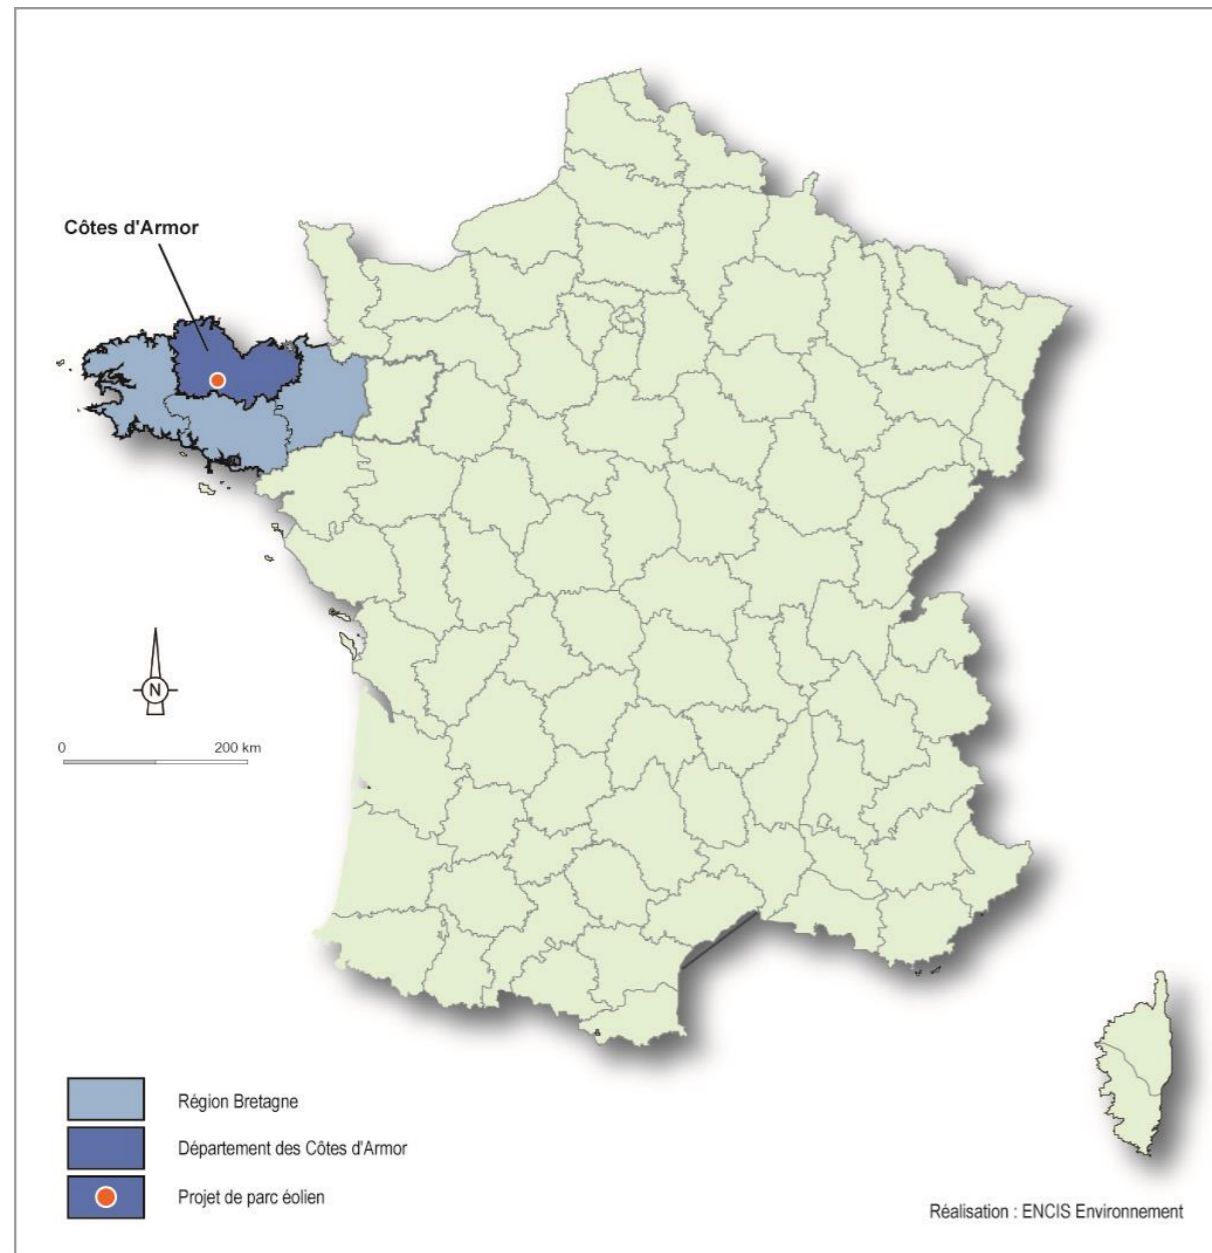 Côtes d'Armor
N
0 200 km
Région Bretagne
Département des Côtes d'Armor
Projet de parc éolien
Réalisation : ENCIS Environnement